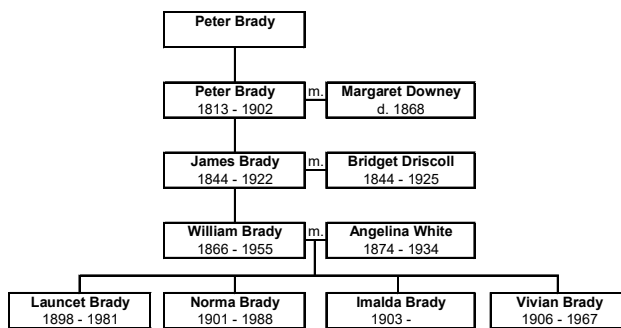 Peter Brady
Peter Brady m. Margaret Downey
1813 - 1902 d. 1868
James Brady m. Bridget Driscoll
1844 - 1922 1844 - 1925
William Brady m. Angelina White
1866 - 1955 1874 - 1934
Launcet Brady Norma Brady Imalda Brady Vivian Brady
1898 - 1981 1901 - 1988 1903 - 1906 - 1967